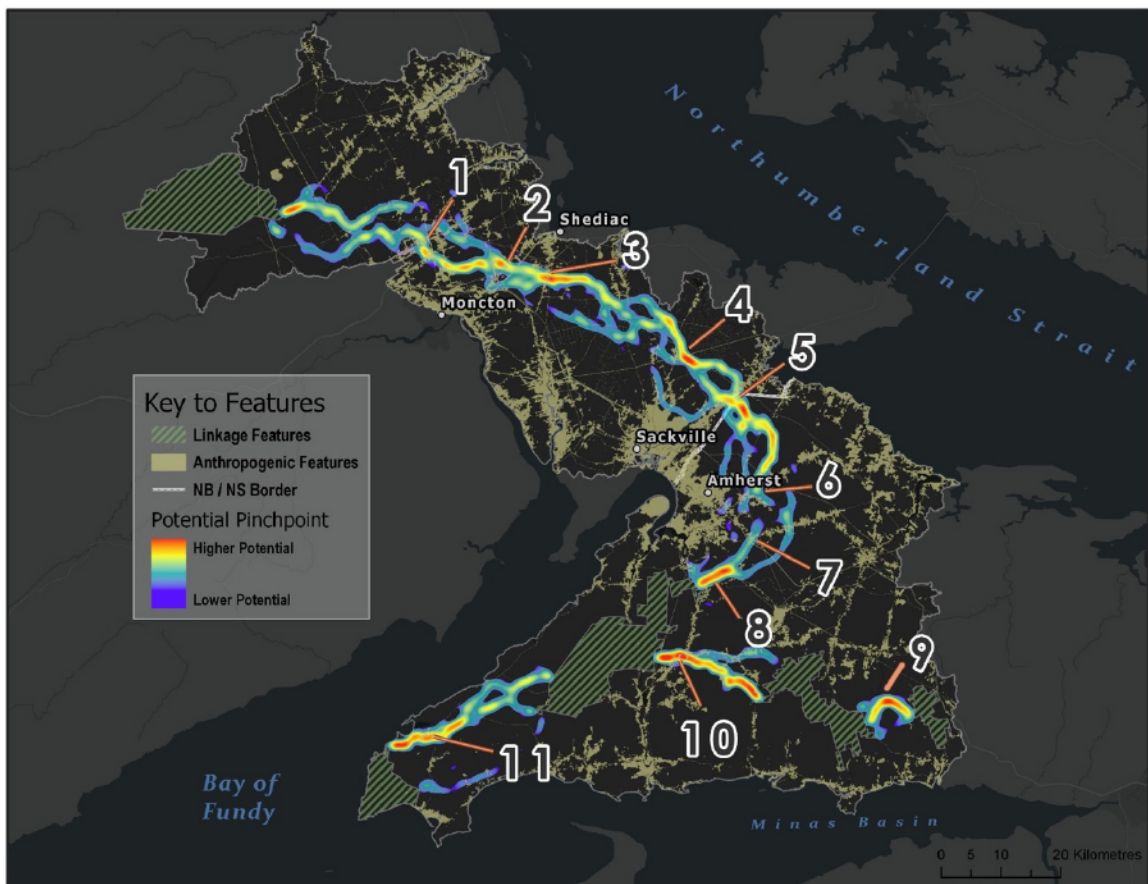 Northumberland Strait
1
2
Shediac
3
Moncton
4
5
Key to Features
Linkage Features
Anthropogenic Features
NB / NS Border
Potential Pinchpoint
Higher Potential
Lower Potential
Sackville
Amherst
6
7
8
9
10
11
Bay of
Fundy
Minas Basin
0 5 10 20 Kilometres